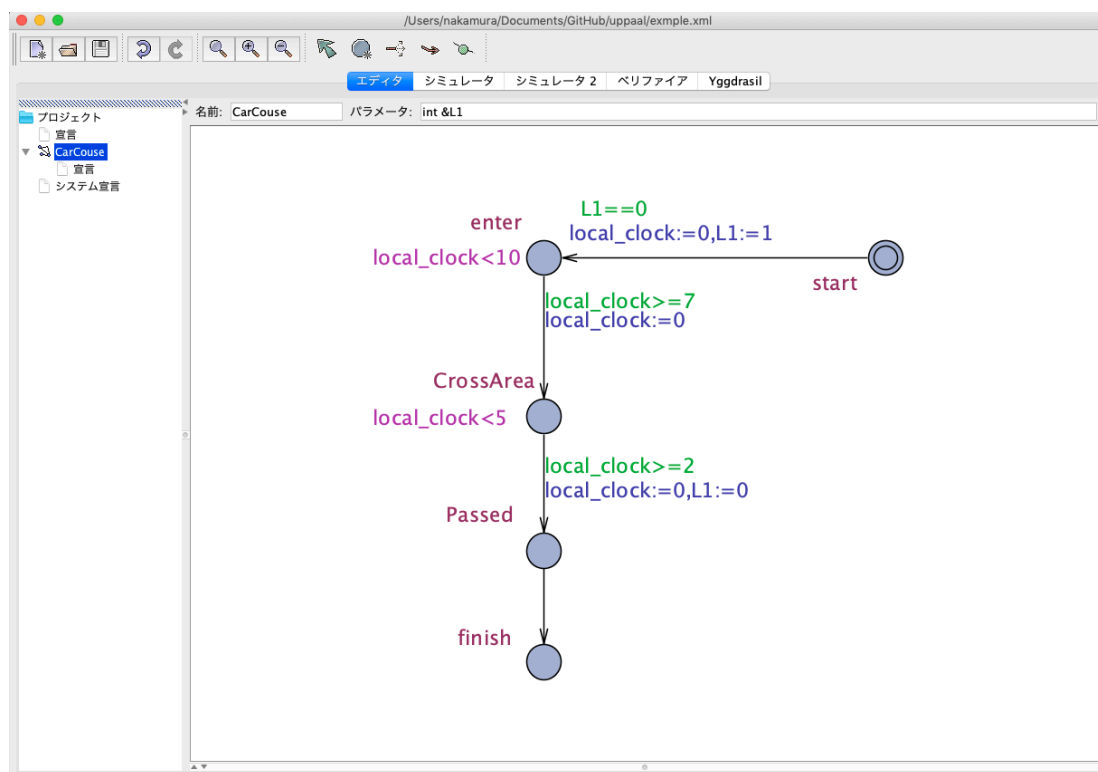 /Users/nakamura/Documents/GitHub/uppaal/exmple.xml
エディタ シミュレータ シミュレータ 2 ベリファイア Yggdrasil
プロジェクト
宣言
CarCouse
宣言
システム宣言
名前: CarCouse パラメータ: int &L1
L1==0
enter
local_clock:=0,L1:=1
local_clock<10
start
local_clock>=7
local_clock:=0
CrossArea
local_clock<5
local_clock>=2
local_clock:=0,L1:=0
Passed
finish